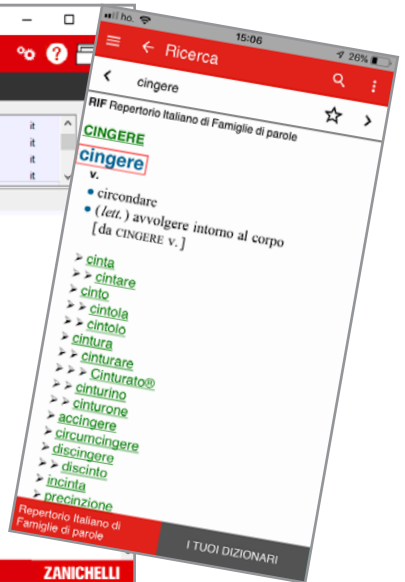 it
it
it
it
ho.
15:06
26%
Ricerca
cingere
RIF Repertorio Italiano di Famiglie di parole
CINGERE
cingere
v.
• circondare
• (lett.) avvolgere intorno al corpo
[da CINGERE v.]
➤ cinta
➤ ➤ cintare
➤ cinto
➤ ➤ cintola
➤ ➤ cintolo
➤ cintura
➤ ➤ cinturare
➤ ➤ ➤ Cinturato®
➤ ➤ cinturino
➤ ➤ cinturone
➤ accingere
➤ circumcingere
➤ discingere
➤ ➤ discinto
➤ incinta
➤ precinzione
Repertorio Italiano di
Famiglie di parole
I TUOI DIZIONARI
ZANICHELLI